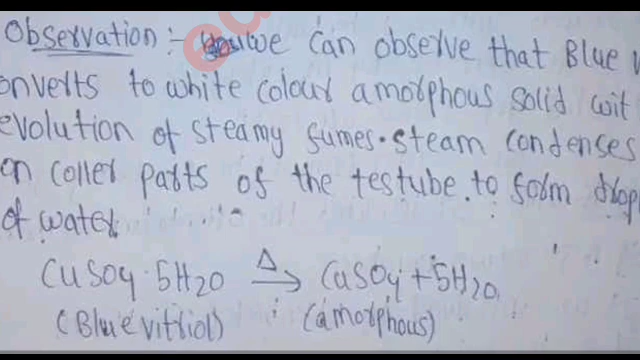 Observation :- we can observe that Blue
onverts to white colour amorphous solid wit
evolution of steamy fumes. steam condenses
on coller parts of the testube. to form drop
of water.
CuSO4·5H2O Δ→ CuSO4 + 5H2O
(Blue vitriol) (amorphous)